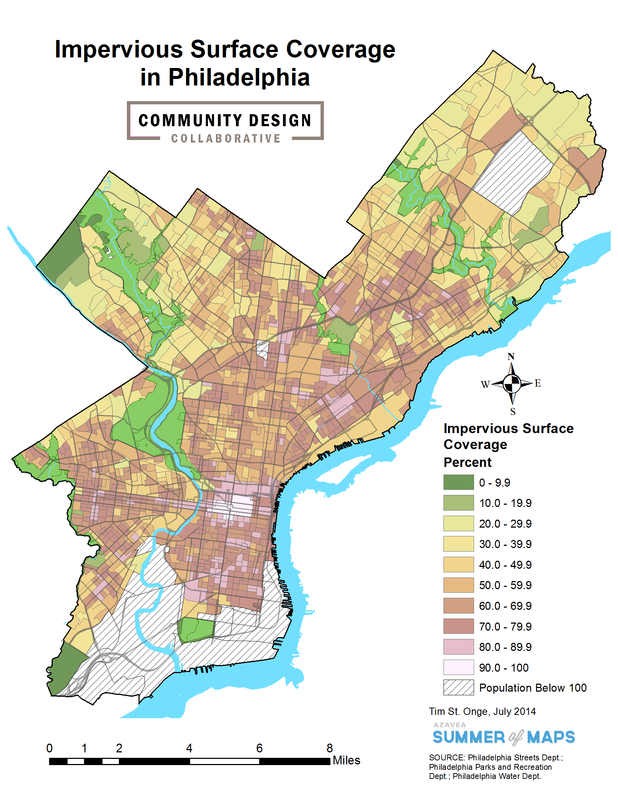 Impervious Surface Coverage
in Philadelphia
COMMUNITY DESIGN
COLLABORATIVE
N
W
E
S
Impervious Surface
Coverage
Percent
0 - 9.9
10.0 - 19.9
20.0 - 29.9
30.0 - 39.9
40.0 - 49.9
50.0 - 59.9
60.0 - 69.9
70.0 - 79.9
80.0 - 89.9
90.0 - 100
Population Below 100
Tim St. Onge, July 2014
AZAVEA
SUMMER of MAPS
SOURCE: Philadelphia Streets Dept.;
Philadelphia Parks and Recreation
Dept.; Philadelphia Water Dept.
0 1 2 4 6 8
Miles